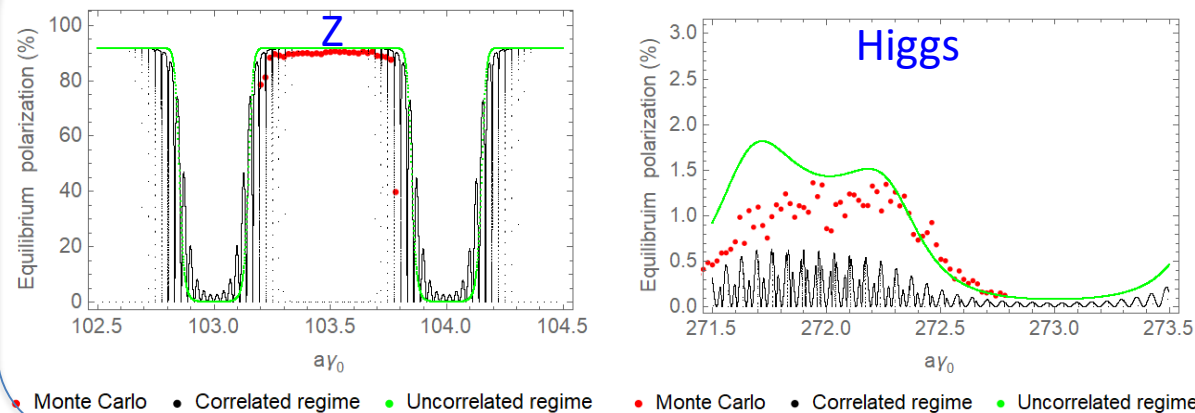 Z
Equilibrium polarization (%)
100
80
60
40
20
0
102.5 103.0 103.5 104.0 104.5
aγ₀
• Monte Carlo • Correlated regime • Uncorrelated regime
Higgs
Equilibrum polarization (%)
3.0
2.5
2.0
1.5
1.0
0.5
0.0
271.5 272.0 272.5 273.0 273.5
aγ₀
• Monte Carlo • Correlated regime • Uncorrelated regime